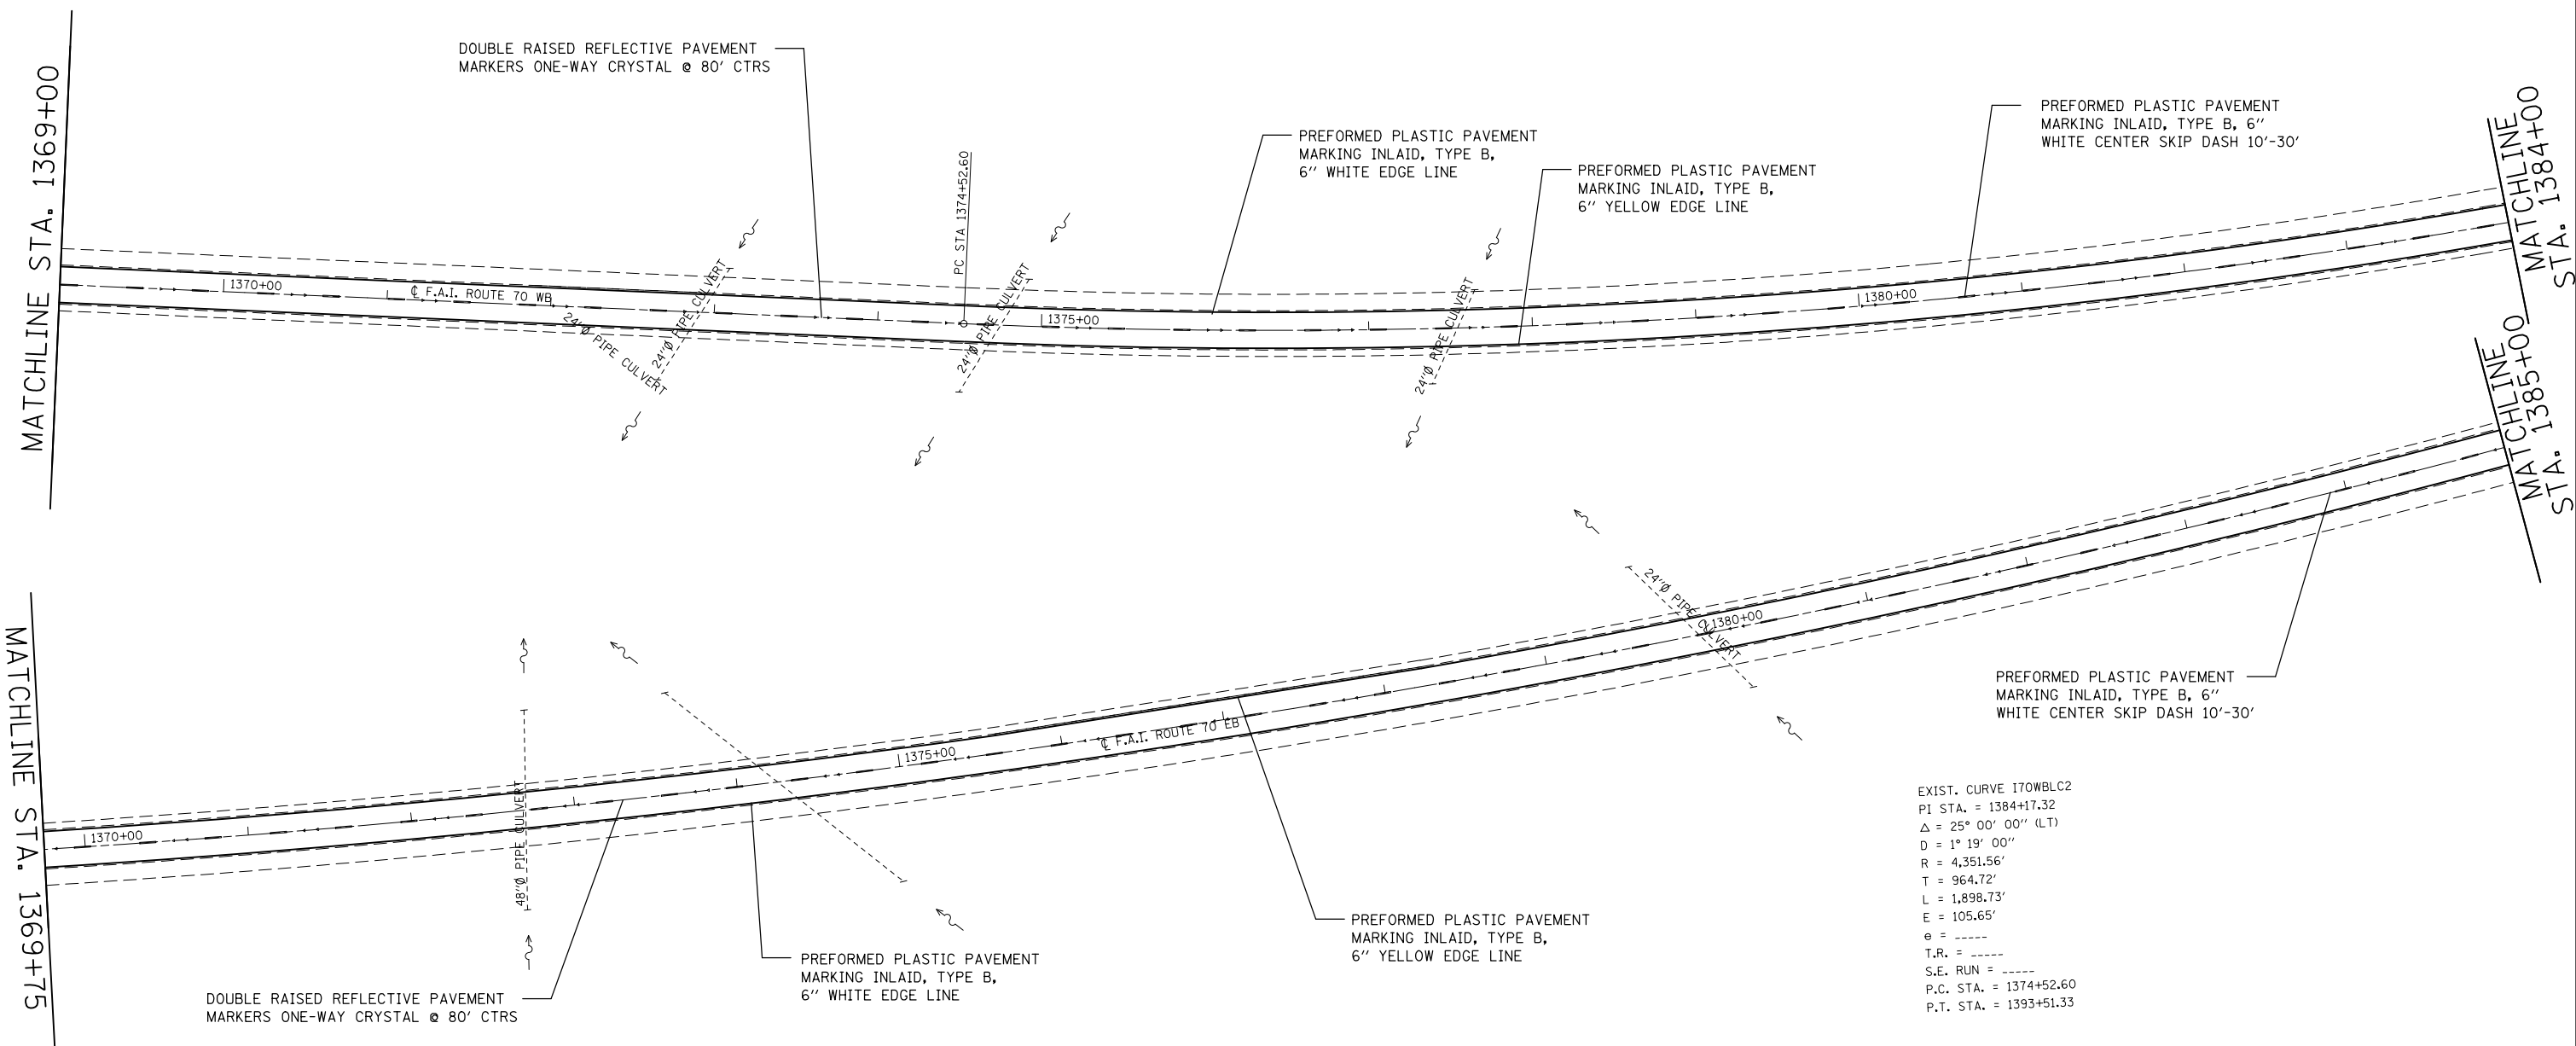 MATCHLINE STA. 1369+00
DOUBLE RAISED REFLECTIVE PAVEMENT
MARKERS ONE-WAY CRYSTAL @ 80' CTRS
PC STA 1374+52.60
PREFORMED PLASTIC PAVEMENT
MARKING INLAID, TYPE B,
6" WHITE EDGE LINE
PREFORMED PLASTIC PAVEMENT
MARKING INLAID, TYPE B,
6" YELLOW EDGE LINE
PREFORMED PLASTIC PAVEMENT
MARKING INLAID, TYPE B, 6"
WHITE CENTER SKIP DASH 10'-30'
MATCHLINE
STA. 1384+00
1370+00
℄ F.A.I. ROUTE 70 WB
24"Ø PIPE CULVERT
24"Ø PIPE CULVERT
24"Ø PIPE CULVERT
1375+00
24"Ø PIPE CULVERT
1380+00
MATCHLINE
STA. 1385+00
MATCHLINE STA. 1369+75
1370+00
48"Ø PIPE CULVERT
1375+00
℄ F.A.I. ROUTE 70 EB
24"Ø PIPE CULVERT
1380+00
PREFORMED PLASTIC PAVEMENT
MARKING INLAID, TYPE B, 6"
WHITE CENTER SKIP DASH 10'-30'
DOUBLE RAISED REFLECTIVE PAVEMENT
MARKERS ONE-WAY CRYSTAL @ 80' CTRS
PREFORMED PLASTIC PAVEMENT
MARKING INLAID, TYPE B,
6" WHITE EDGE LINE
PREFORMED PLASTIC PAVEMENT
MARKING INLAID, TYPE B,
6" YELLOW EDGE LINE
EXIST. CURVE I70WBLC2
PI STA. = 1384+17.32
△ = 25° 00' 00" (LT)
D = 1° 19' 00"
R = 4,351.56'
T = 964.72'
L = 1,898.73'
E = 105.65'
e = -----
T.R. = -----
S.E. RUN = -----
P.C. STA. = 1374+52.60
P.T. STA. = 1393+51.33